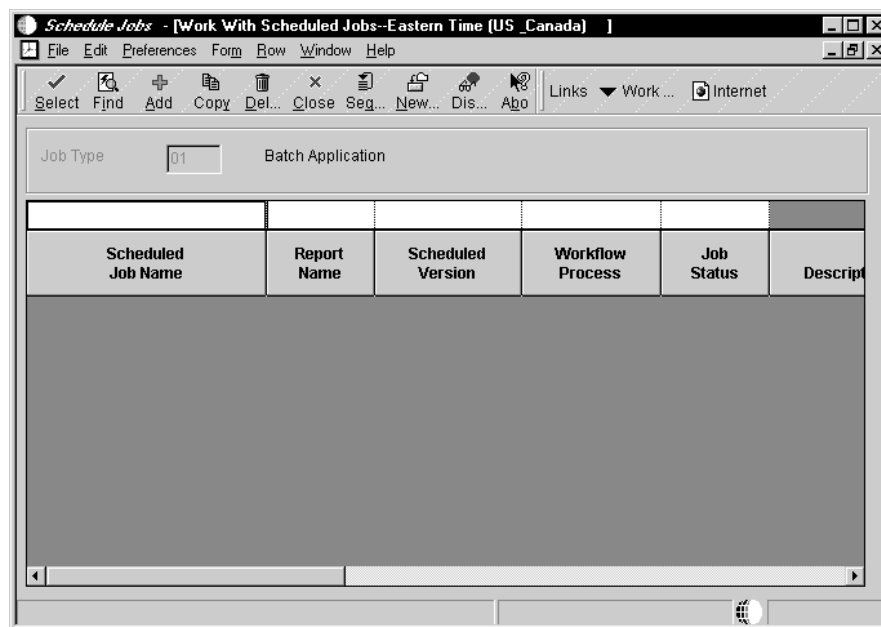 Schedule Jobs - [Work With Scheduled Jobs--Eastern Time (US _Canada) ]
File Edit Preferences Form Row Window Help
Select Find Add Copy Del... Close Seq... New... Dis... Abo Links Work ... Internet
Job Type 01 Batch Application
Scheduled Job Name Report Name Scheduled Version Workflow Process Job Status Descript